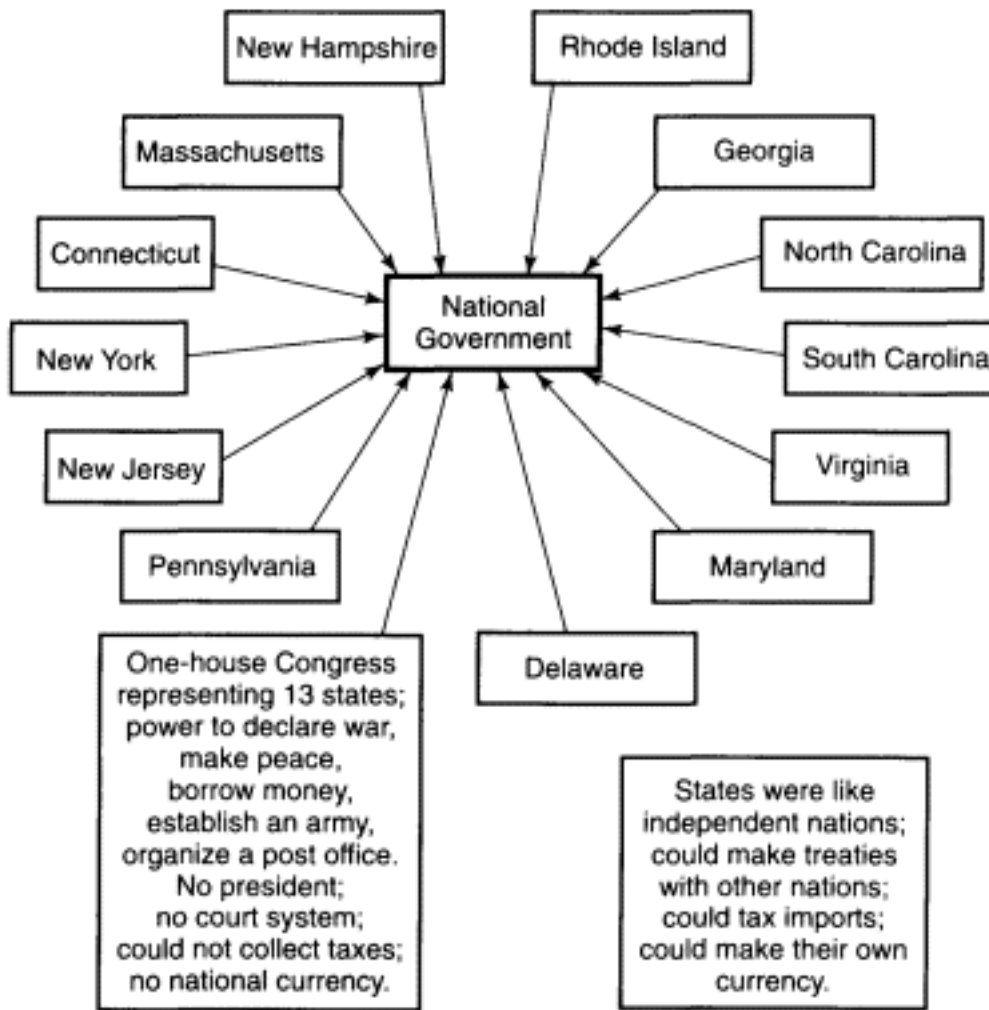 New Hampshire
Rhode Island
Massachusetts
Georgia
Connecticut
North Carolina
National
Government
New York
South Carolina
New Jersey
Virginia
Pennsylvania
Maryland
Delaware
One-house Congress
representing 13 states;
power to declare war,
make peace,
borrow money,
establish an army,
organize a post office.
No president;
no court system;
could not collect taxes;
no national currency.
States were like
independent nations;
could make treaties
with other nations;
could tax imports;
could make their own
currency.